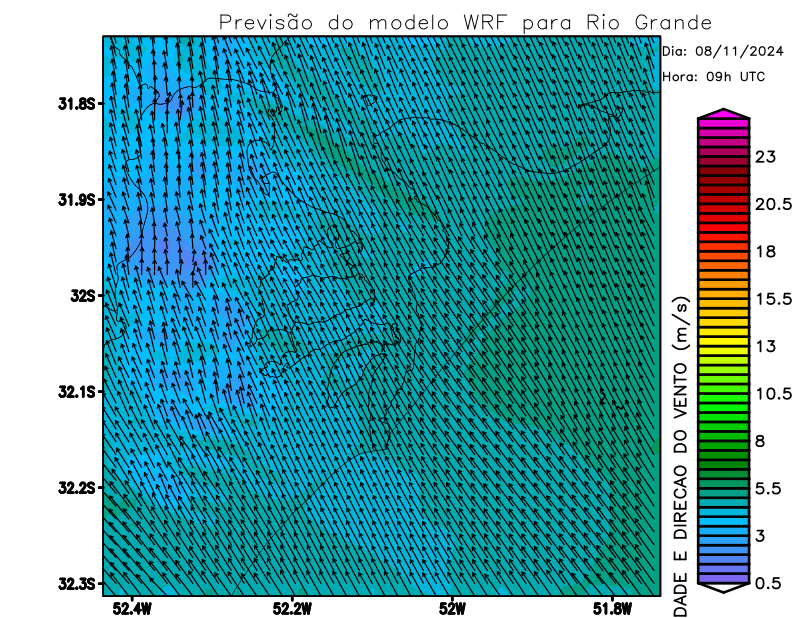 Previsão do modelo WRF para Rio Grande
Dia: 08/11/2024
Hora: 09h UTC
31.8S
31.9S
32S
32.1S
32.2S
32.3S
52.4W
52.2W
52W
51.8W
23
20.5
18
15.5
13
10.5
8
5.5
3
0.5
DADE E DIRECAO DO VENTO (m/s)